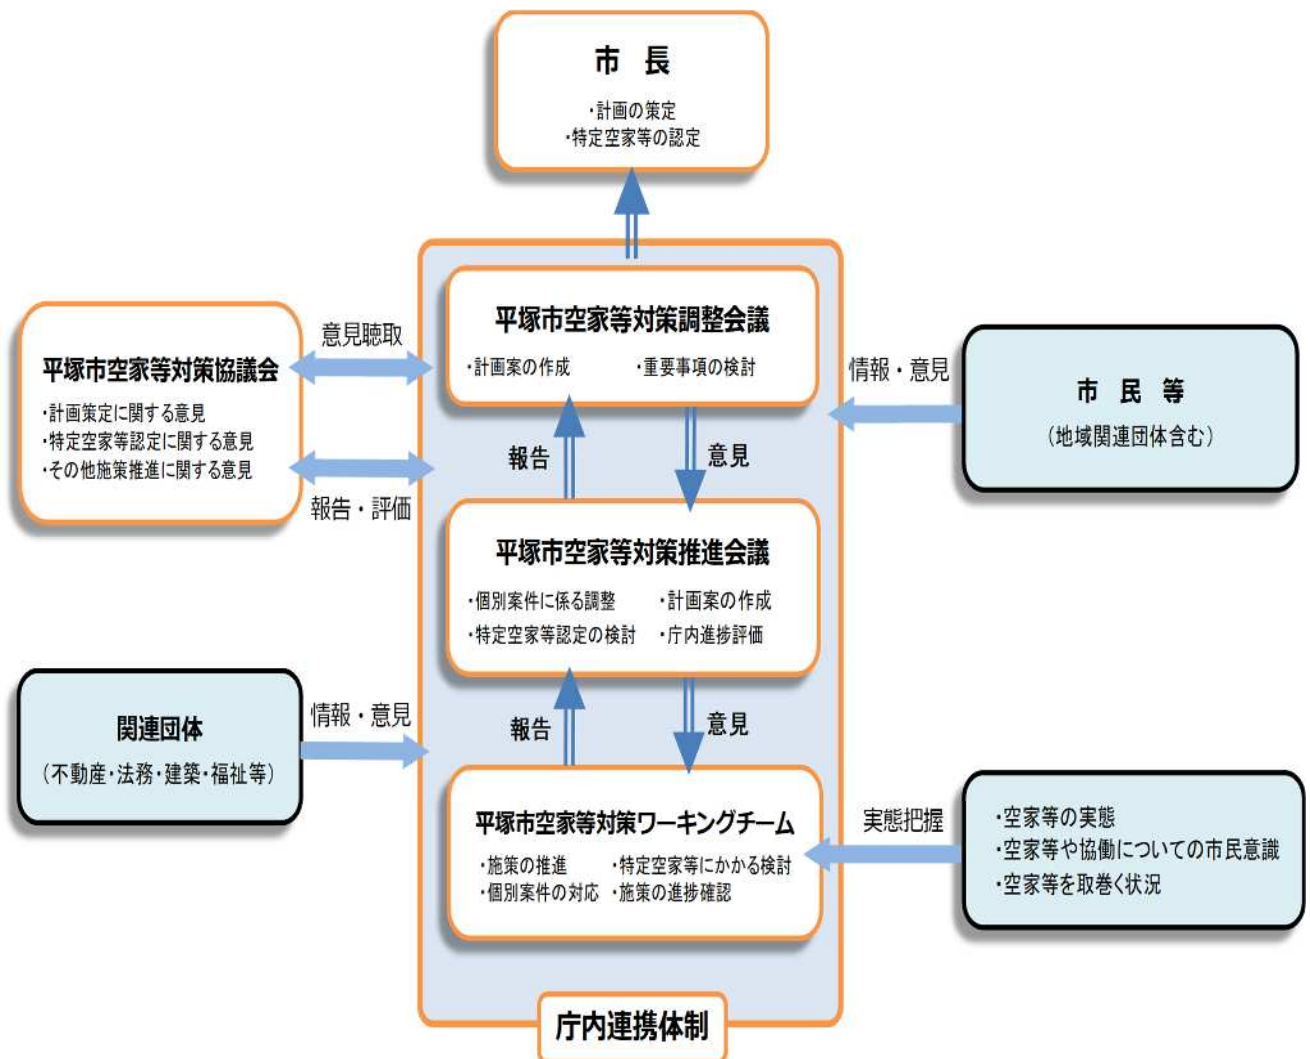 市　長
・計画の策定
・特定空家等の認定
平塚市空家等対策調整会議
・計画案の作成　・重要事項の検討
意見聴取
平塚市空家等対策協議会
・計画策定に関する意見
・特定空家等認定に関する意見
・その他施策推進に関する意見
報告・評価
情報・意見
市　民　等
（地域関連団体含む）
報告　意見
平塚市空家等対策推進会議
・個別案件に係る調整　・計画案の作成
・特定空家等認定の検討　・庁内進捗評価
関連団体
（不動産・法務・建築・福祉等）
情報・意見
報告　意見
平塚市空家等対策ワーキングチーム
・施策の推進　・特定空家等にかかる検討
・個別案件の対応　・施策の進捗確認
実態把握
・空家等の実態
・空家等や協働についての市民意識
・空家等を取巻く状況
庁内連携体制